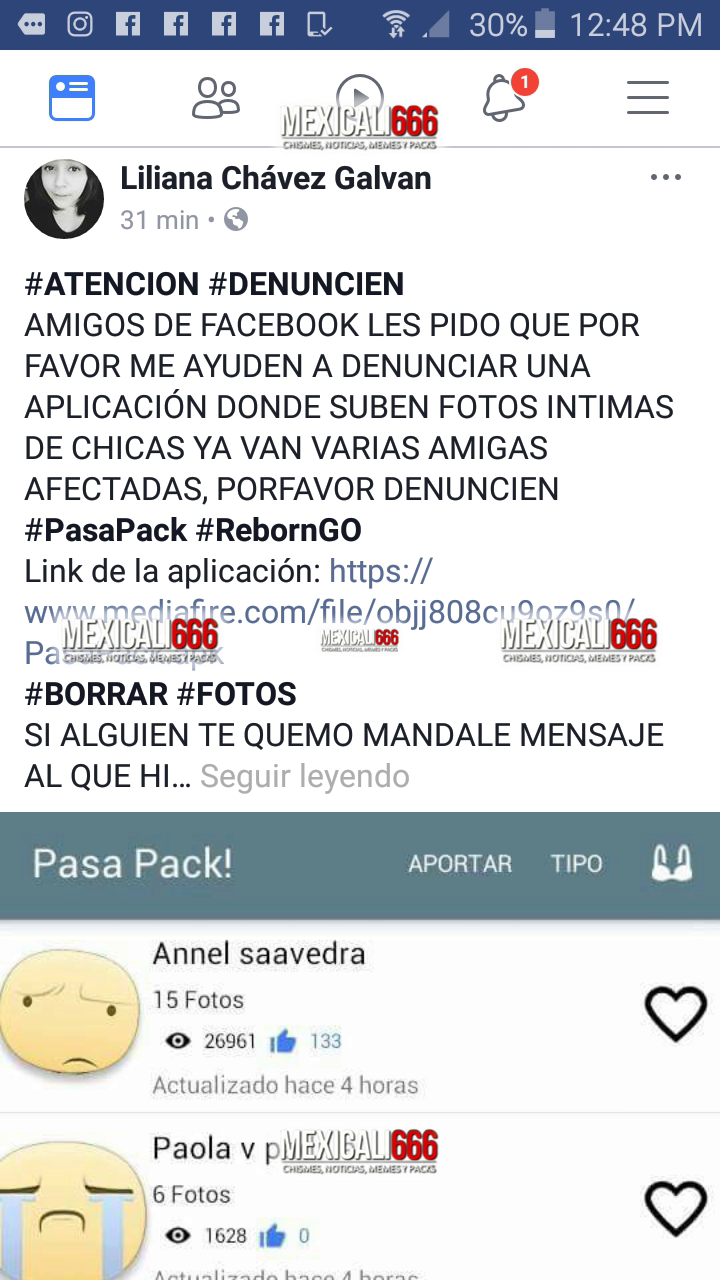 30% 12:48 PM
1
MEXICALI666
CHISMES, NOTICIAS, MEMES Y PACKS
Liliana Chávez Galvan
31 min
#ATENCION #DENUNCIEN
AMIGOS DE FACEBOOK LES PIDO QUE POR
FAVOR ME AYUDEN A DENUNCIAR UNA
APLICACIÓN DONDE SUBEN FOTOS INTIMAS
DE CHICAS YA VAN VARIAS AMIGAS
AFECTADAS, PORFAVOR DENUNCIEN
#PasaPack #RebornGO
Link de la aplicación: https://
www.mediafire.com/file/objj808cu9oz9s0/
MEXICALI666 MEXICALI666 MEXICALI666
CHISMES, NOTICIAS, MEMES Y PACKS CHISMES, NOTICIAS, MEMES Y PACKS CHISMES, NOTICIAS, MEMES Y PACKS
#BORRAR #FOTOS
SI ALGUIEN TE QUEMO MANDALE MENSAJE
AL QUE HI... Seguir leyendo
Pasa Pack! APORTAR TIPO
Annel saavedra
15 Fotos
26961 133
Actualizado hace 4 horas
Paola v
MEXICALI666
CHISMES, NOTICIAS, MEMES Y PACKS
6 Fotos
1628 0
Actualizado hace 4 horas